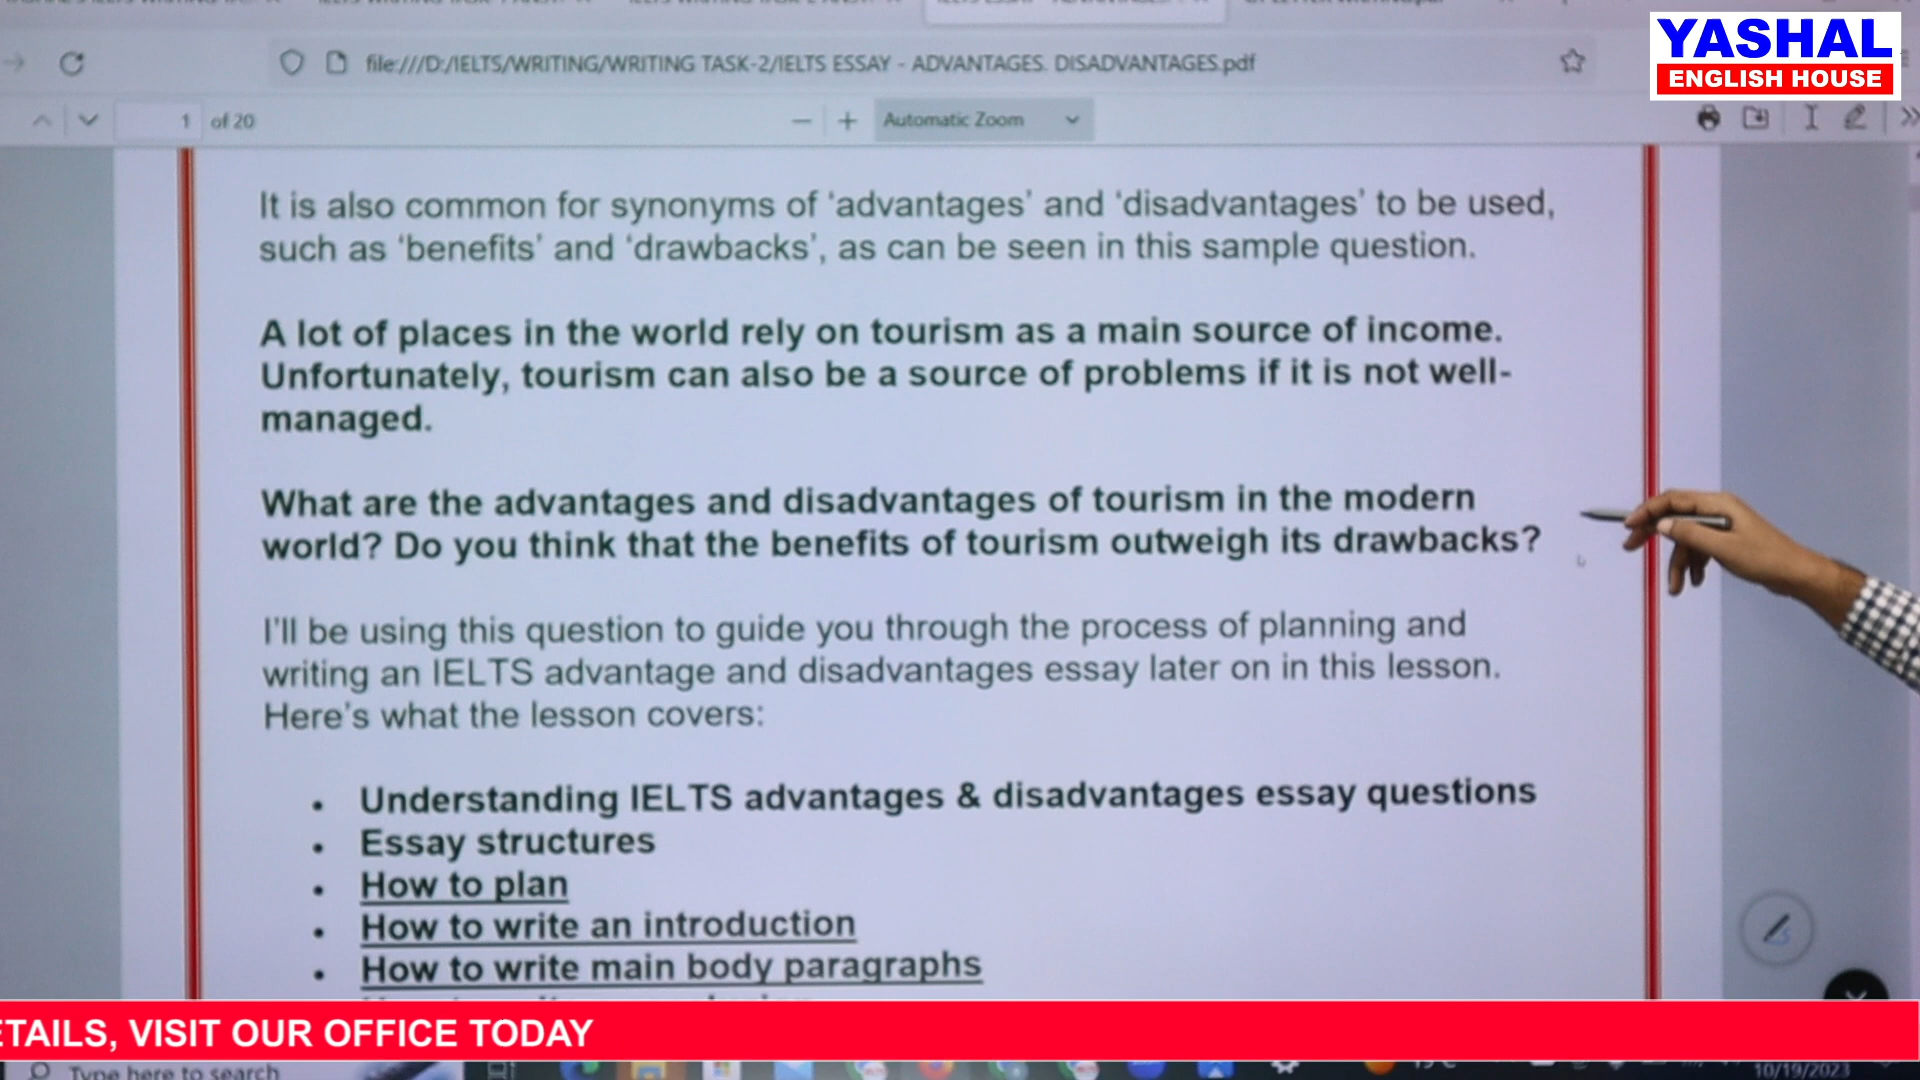 YASHAL
ENGLISH HOUSE
file:///D:/IELTS/WRITING/WRITING TASK-2/IELTS ESSAY - ADVANTAGES. DISADVANTAGES.pdf
1 of 20
Automatic Zoom
It is also common for synonyms of ‘advantages’ and ‘disadvantages’ to be used,
such as ‘benefits’ and ‘drawbacks’, as can be seen in this sample question.
A lot of places in the world rely on tourism as a main source of income.
Unfortunately, tourism can also be a source of problems if it is not well-
managed.
What are the advantages and disadvantages of tourism in the modern
world? Do you think that the benefits of tourism outweigh its drawbacks?
I’ll be using this question to guide you through the process of planning and
writing an IELTS advantage and disadvantages essay later on in this lesson.
Here’s what the lesson covers:
• Understanding IELTS advantages & disadvantages essay questions
• Essay structures
• How to plan
• How to write an introduction
• How to write main body paragraphs
ETAILS, VISIT OUR OFFICE TODAY
Type here to search
10/19/2023